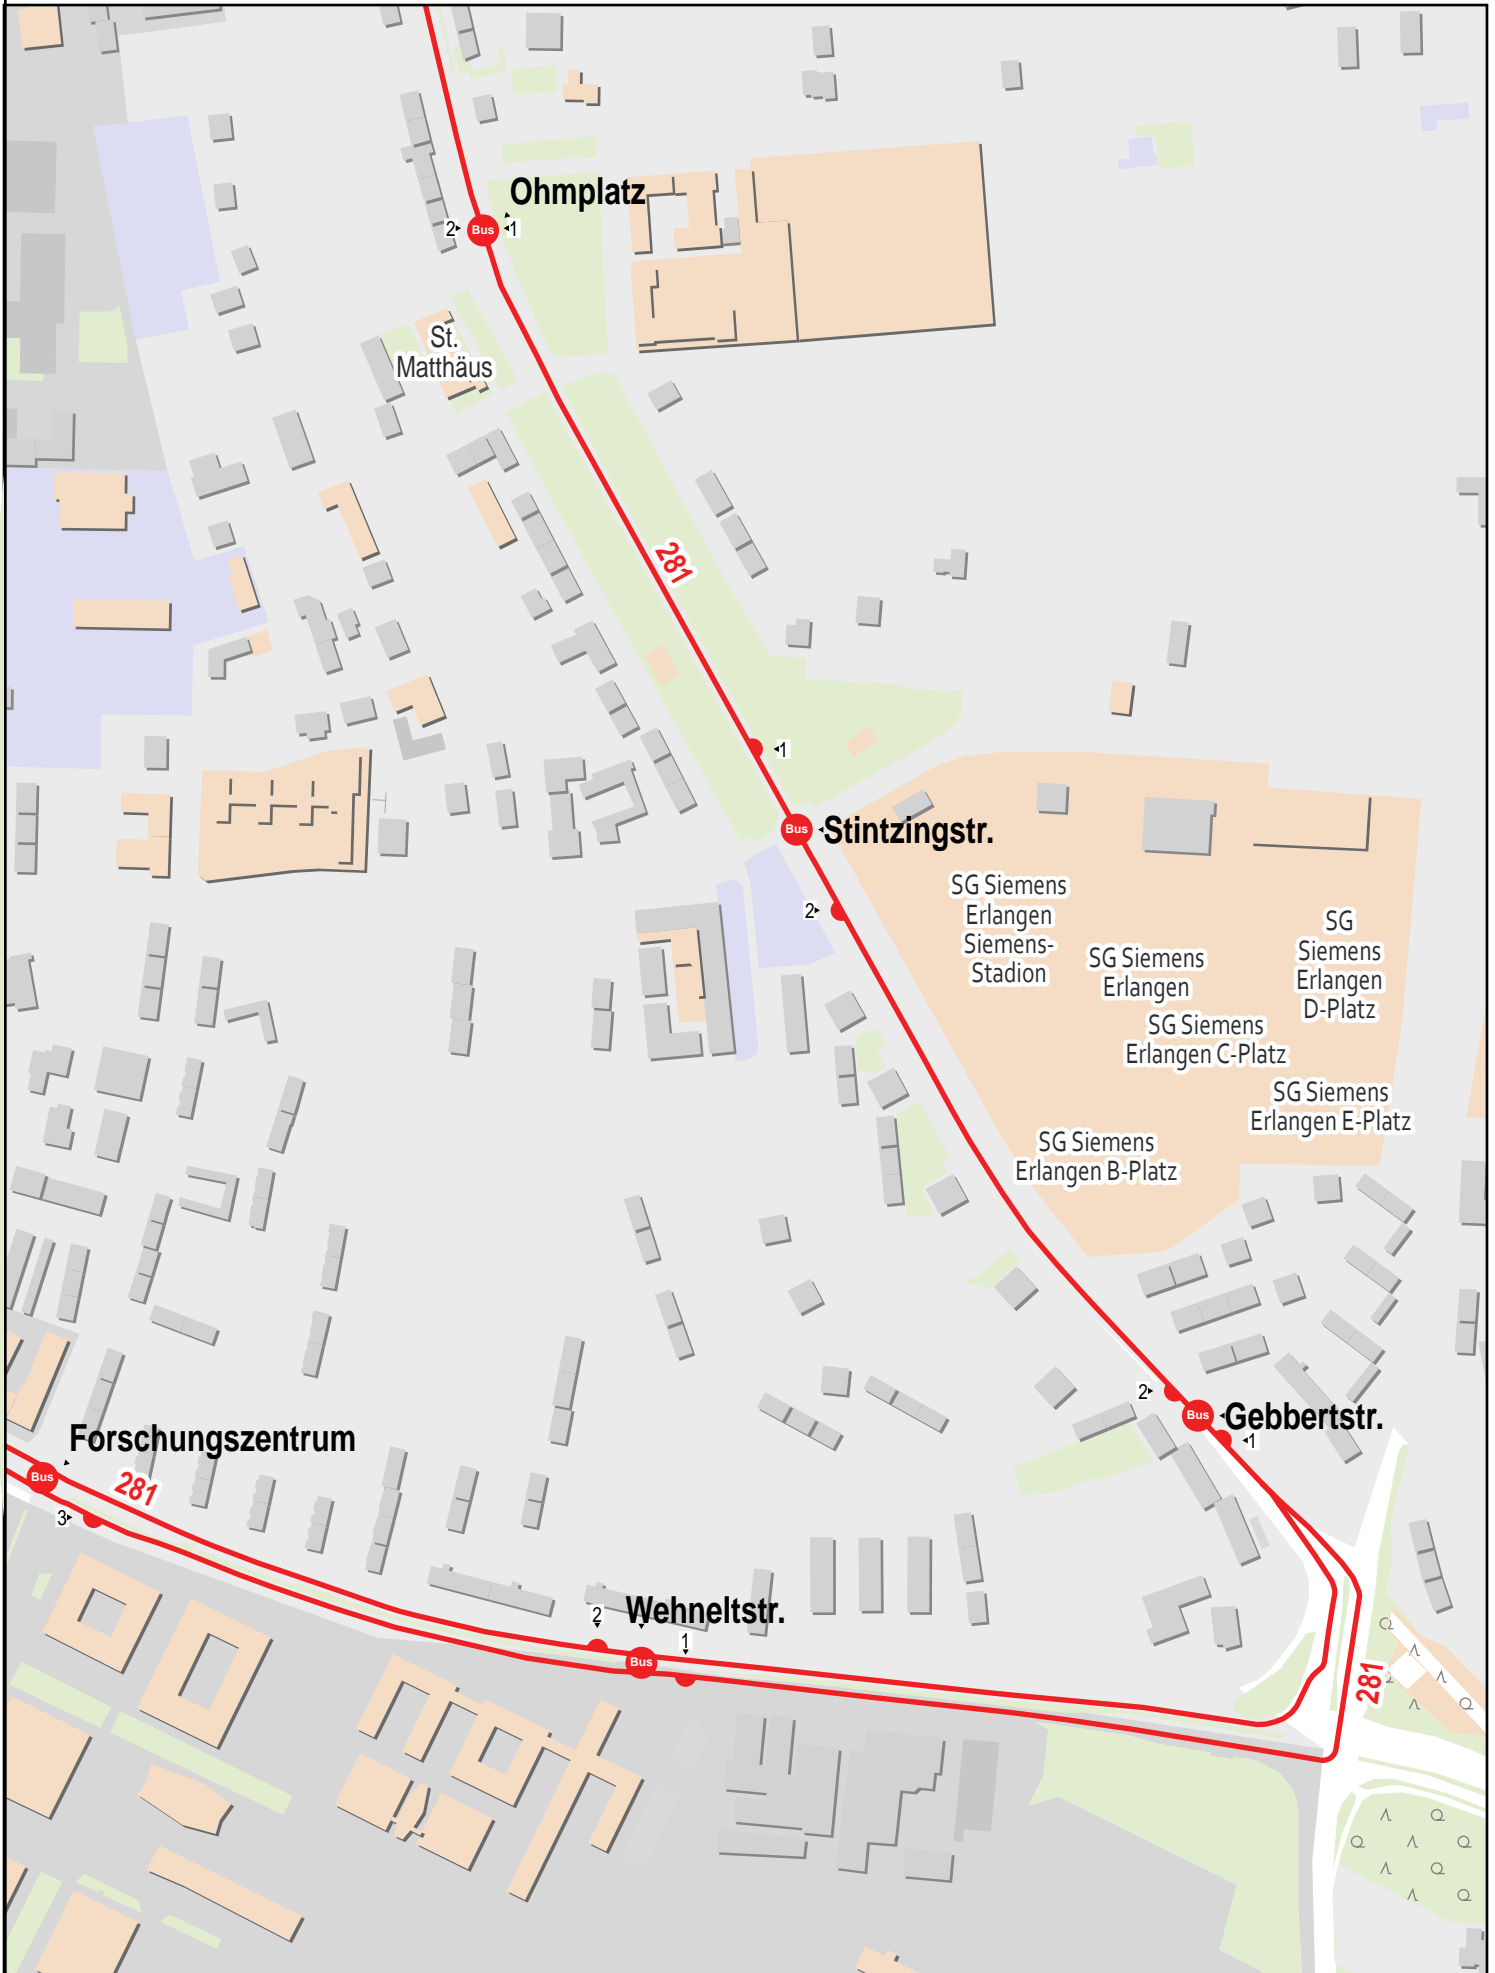 Ohmplatz
2
Bus
1
St.
Matthäus
281
1
Bus
Stintzingstr.
2
SG Siemens
Erlangen
Siemens-
Stadion
SG Siemens
Erlangen
SG
Siemens
Erlangen
D-Platz
SG Siemens
Erlangen C-Platz
SG Siemens
Erlangen E-Platz
SG Siemens
Erlangen B-Platz
2
Bus
Gebbertstr.
1
Forschungszentrum
Bus
281
3
2
Wehneltstr.
1
Bus
281